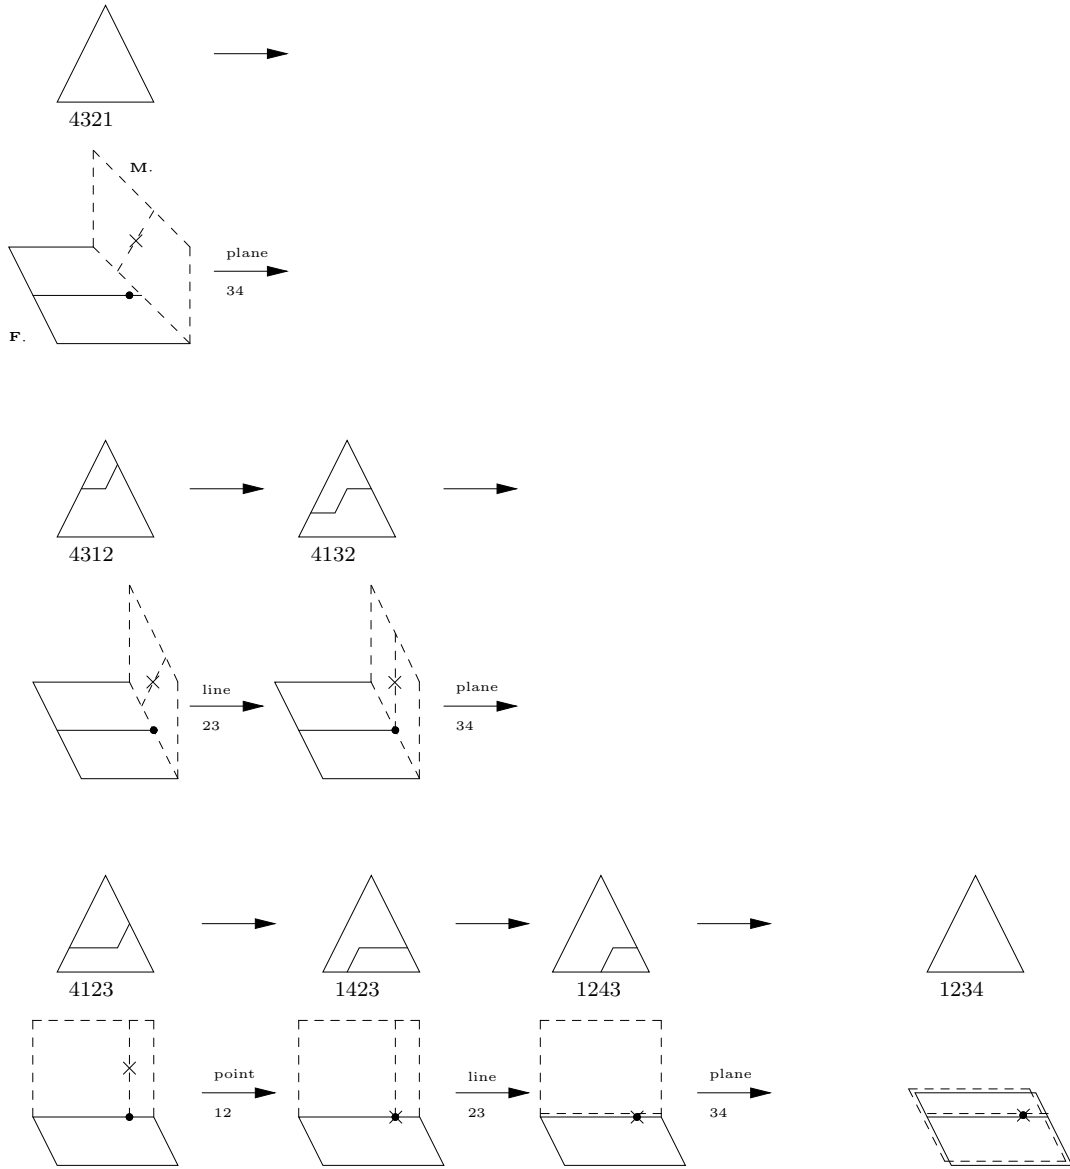 4321
M.
plane
34
F.
4312 4132
line
23
plane
34
4123 1423 1243 1234
point line plane
12 23 34